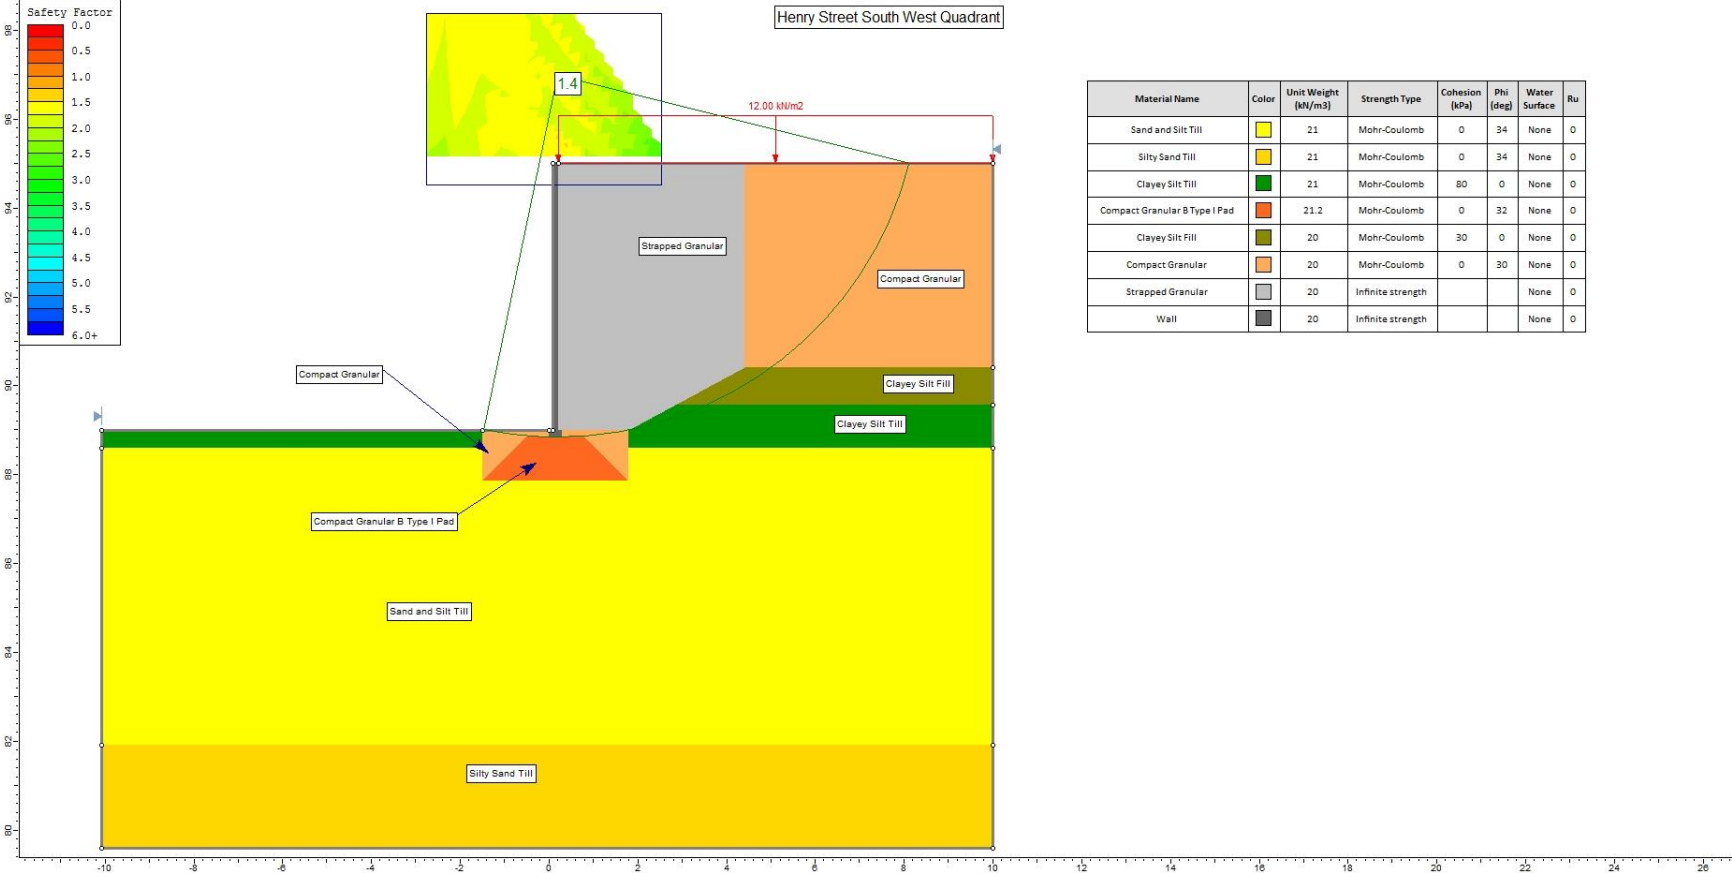 Safety Factor
0.0
0.5
1.0
1.5
2.0
2.5
3.0
3.5
4.0
4.5
5.0
5.5
6.0+
Henry Street South West Quadrant
1.4
12.00 kN/m2
Strapped Granular
Compact Granular
Compact Granular
Clayey Silt Fill
Clayey Silt Till
Compact Granular B Type I Pad
Sand and Silt Till
Silty Sand Till
Material Name Color Unit Weight (kN/m3) Strength Type Cohesion (kPa) Phi (deg) Water Surface Ru
Sand and Silt Till 21 Mohr-Coulomb 0 34 None 0
Silty Sand Till 21 Mohr-Coulomb 0 34 None 0
Clayey Silt Till 21 Mohr-Coulomb 80 0 None 0
Compact Granular B Type I Pad 21.2 Mohr-Coulomb 0 32 None 0
Clayey Silt Fill 20 Mohr-Coulomb 30 0 None 0
Compact Granular 20 Mohr-Coulomb 0 30 None 0
Strapped Granular 20 Infinite strength None 0
Wall 20 Infinite strength None 0
98
96
94
92
90
88
86
84
82
80
-10 -8 -6 -4 -2 0 2 4 6 8 10 12 14 16 18 20 22 24 26